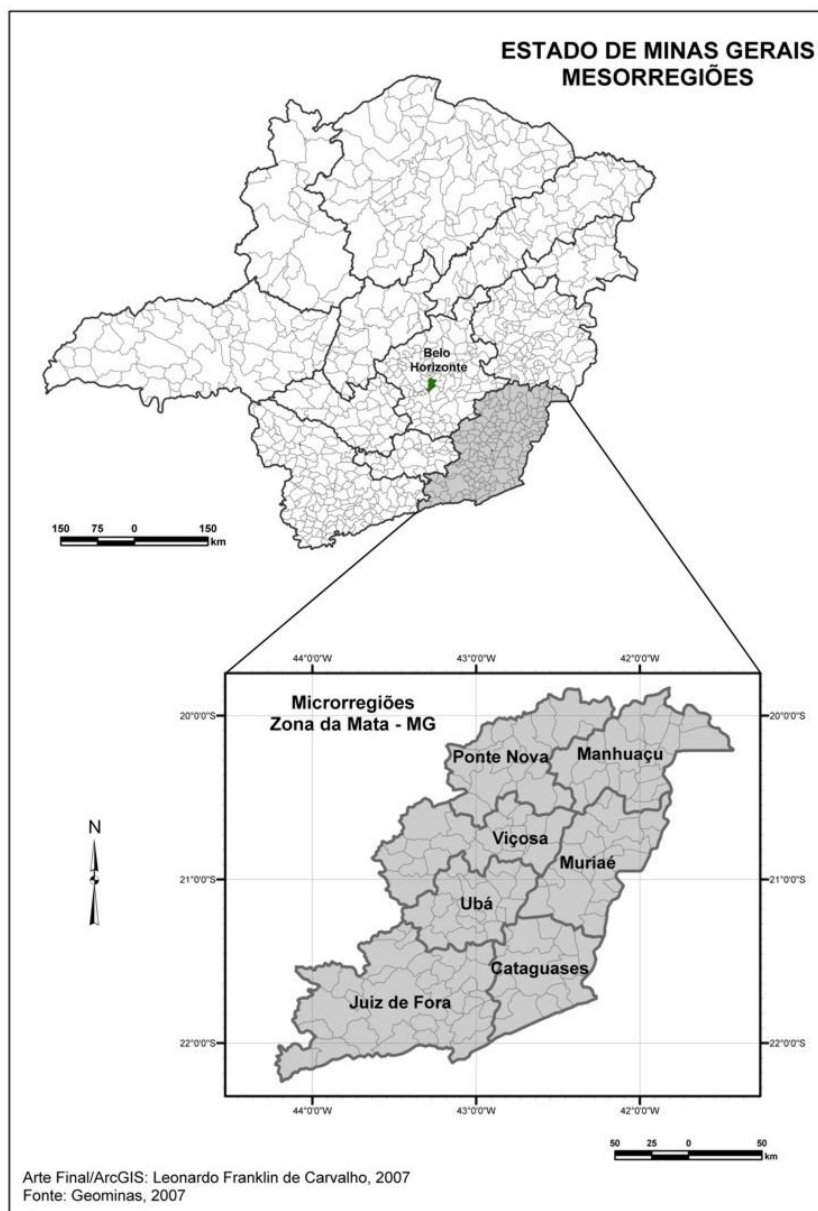 ESTADO DE MINAS GERAIS
MESORREGIÕES
Belo
Horizonte
150 75 0 150
km
44°0'0"W 43°0'0"W 42°0'0"W
Microrregiões
Zona da Mata - MG
20°0'0"S 20°0'0"S
Ponte Nova
Manhuaçu
N
Viçosa
Muriaé
21°0'0"S 21°0'0"S
Ubá
Cataguases
Juiz de Fora
22°0'0"S 22°0'0"S
44°0'0"W 43°0'0"W 42°0'0"W
50 25 0 50
km
Arte Final/ArcGIS: Leonardo Franklin de Carvalho, 2007
Fonte: Geominas, 2007